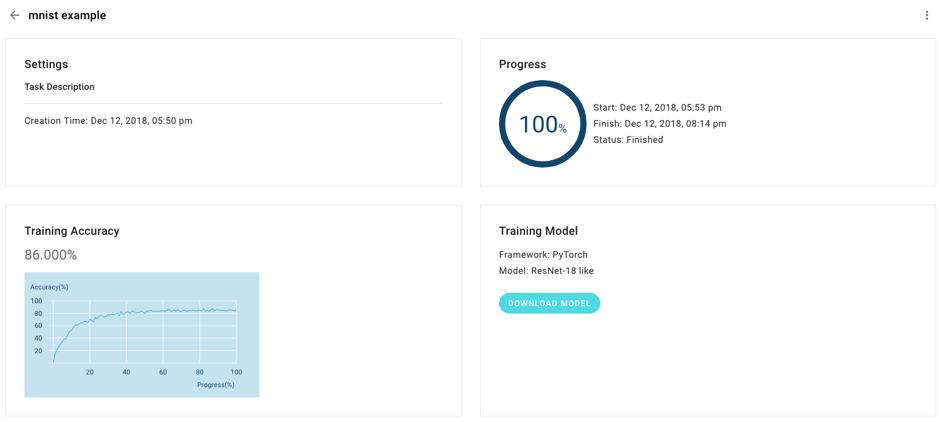 mnist example
Settings
Task Description
Creation Time: Dec 12, 2018, 05:50 pm
Progress
100%
Start: Dec 12, 2018, 05:53 pm
Finish: Dec 12, 2018, 08:14 pm
Status: Finished
Training Accuracy
86.000%
Accuracy(%)
100
80
60
40
20
20 40 60 80 100
Progress(%)
Training Model
Framework: PyTorch
Model: ResNet-18 like
DOWNLOAD MODEL